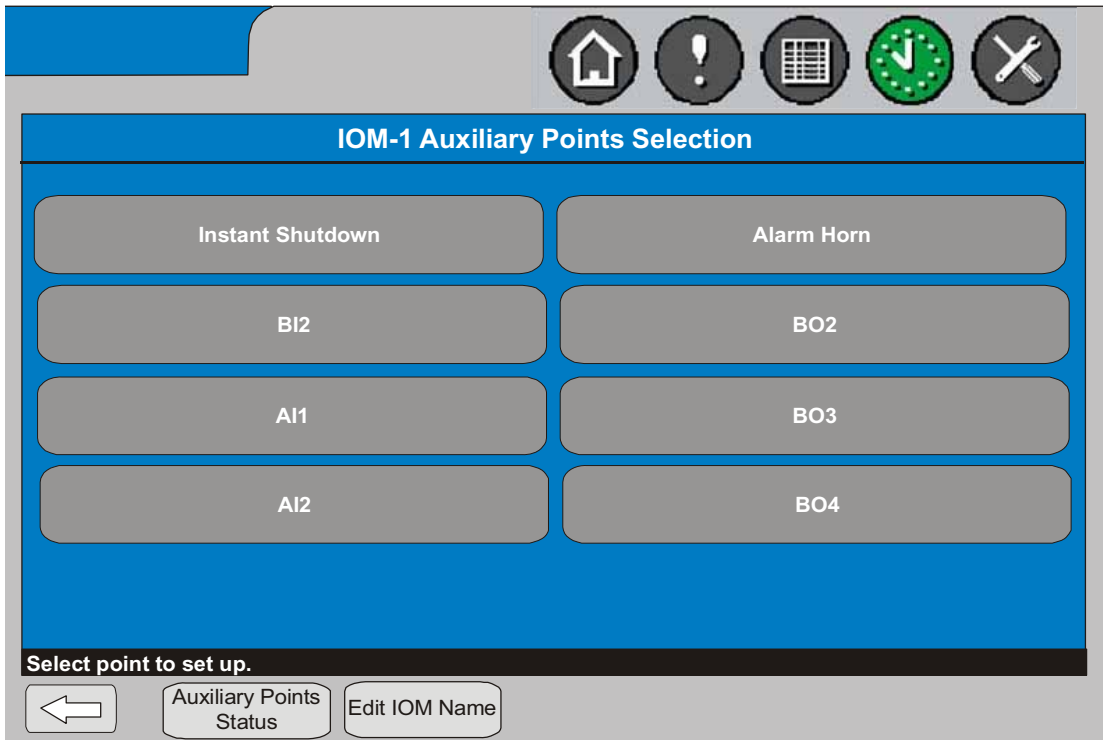 IOM-1 Auxiliary Points Selection
Instant Shutdown
Alarm Horn
BI2
BO2
AI1
BO3
AI2
BO4
Select point to set up.
Auxiliary Points
Status
Edit IOM Name